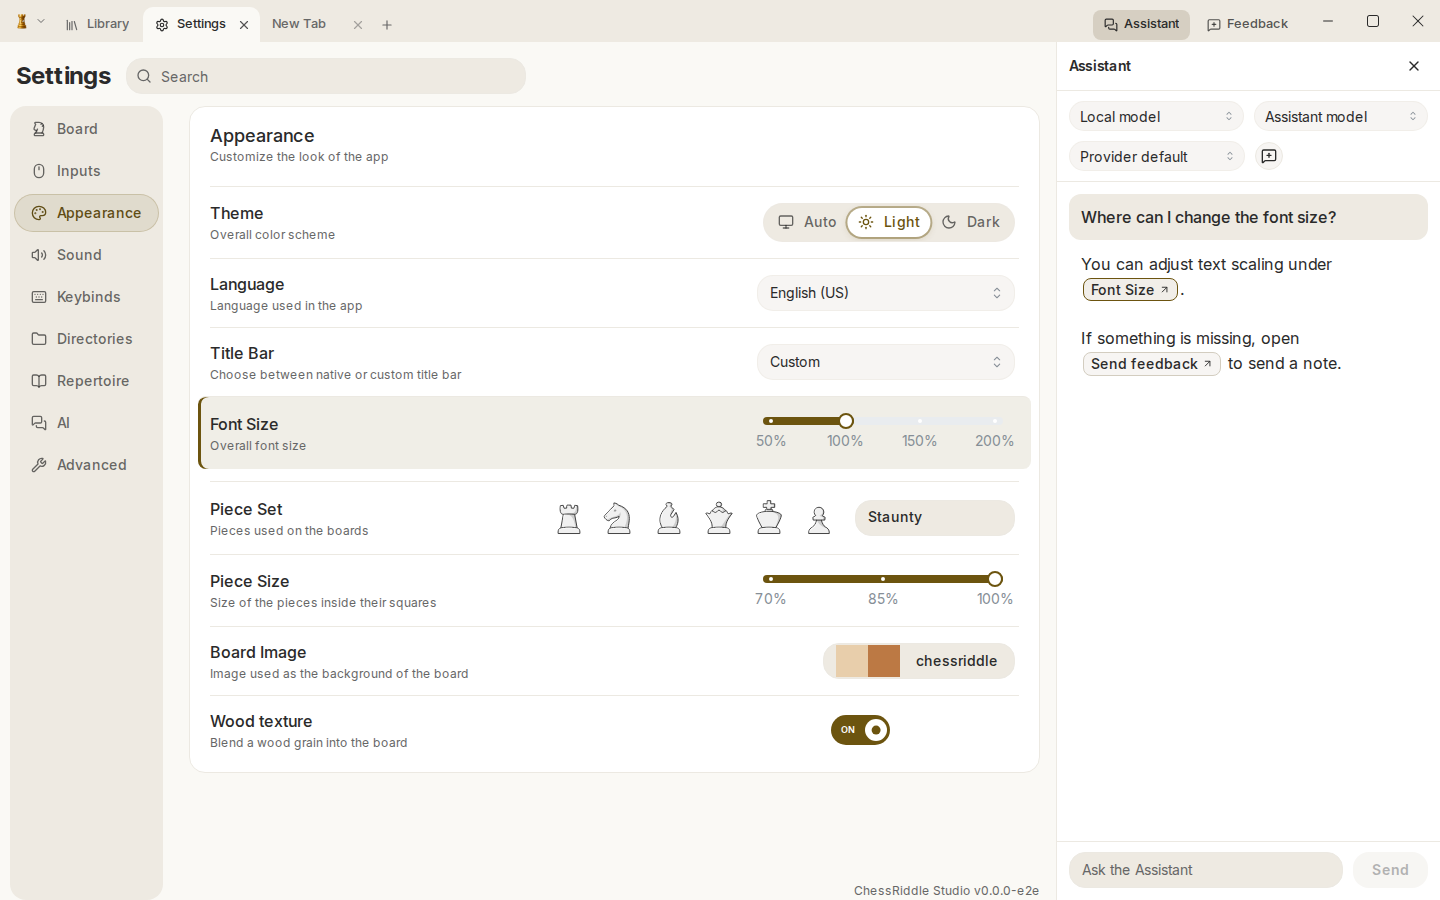 Library
Settings
New Tab
Assistant
Feedback
Settings
Search
Board
Inputs
Appearance
Sound
Keybinds
Directories
Repertoire
AI
Advanced
Appearance
Customize the look of the app
Theme
Overall color scheme
Auto
Light
Dark
Language
Language used in the app
English (US)
Title Bar
Choose between native or custom title bar
Custom
Font Size
Overall font size
50% 100% 150% 200%
Piece Set
Pieces used on the boards
Staunty
Piece Size
Size of the pieces inside their squares
70% 85% 100%
Board Image
Image used as the background of the board
chessriddle
Wood texture
Blend a wood grain into the board
ON
ChessRiddle Studio v0.0.0-e2e
Assistant
Local model
Assistant model
Provider default
Where can I change the font size?
You can adjust text scaling under
Font Size .
If something is missing, open
Send feedback to send a note.
Ask the Assistant
Send